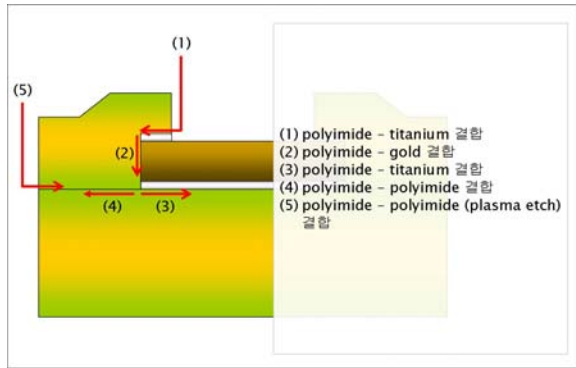 (1)
(5)
(2)
(4)
(3)
(1) polyimide – titanium 결합
(2) polyimide – gold 결합
(3) polyimide – titanium 결합
(4) polyimide – polyimide 결합
(5) polyimide – polyimide (plasma etch)
결합